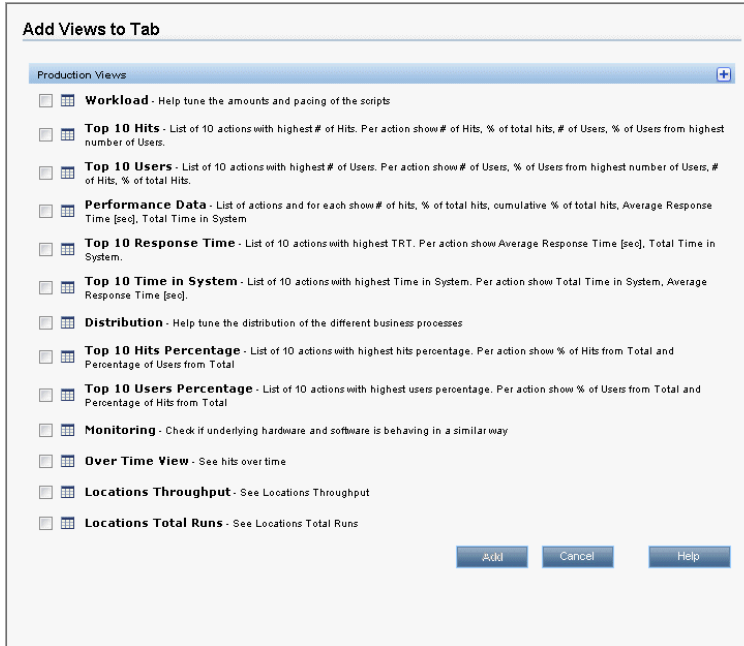 Add Views to Tab
Production Views
Workload - Help tune the amounts and pacing of the scripts
Top 10 Hits - List of 10 actions with highest # of Hits. Per action show # of Hits, % of total hits, # of Users, % of Users from highest
number of Users.
Top 10 Users - List of 10 actions with highest # of Users. Per action show # of Users, % of Users from highest number of Users, #
of Hits, % of total Hits.
Performance Data - List of actions and for each show # of hits, % of total hits, cumulative % of total hits, Average Response
Time [sec], Total Time in System
Top 10 Response Time - List of 10 actions with highest TRT. Per action show Average Response Time [sec], Total Time in
System.
Top 10 Time in System - List of 10 actions with highest Time in System. Per action show Total Time in System, Average
Response Time [sec].
Distribution - Help tune the distribution of the different business processes
Top 10 Hits Percentage - List of 10 actions with highest hits percentage. Per action show % of Hits from Total and
Percentage of Users from Total
Top 10 Users Percentage - List of 10 actions with highest users percentage. Per action show % of Users from Total and
Percentage of Hits from Total
Monitoring - Check if underlying hardware and software is behaving in a similar way
Over Time View - See hits over time
Locations Throughput - See Locations Throughput
Locations Total Runs - See Locations Total Runs
Add Cancel Help